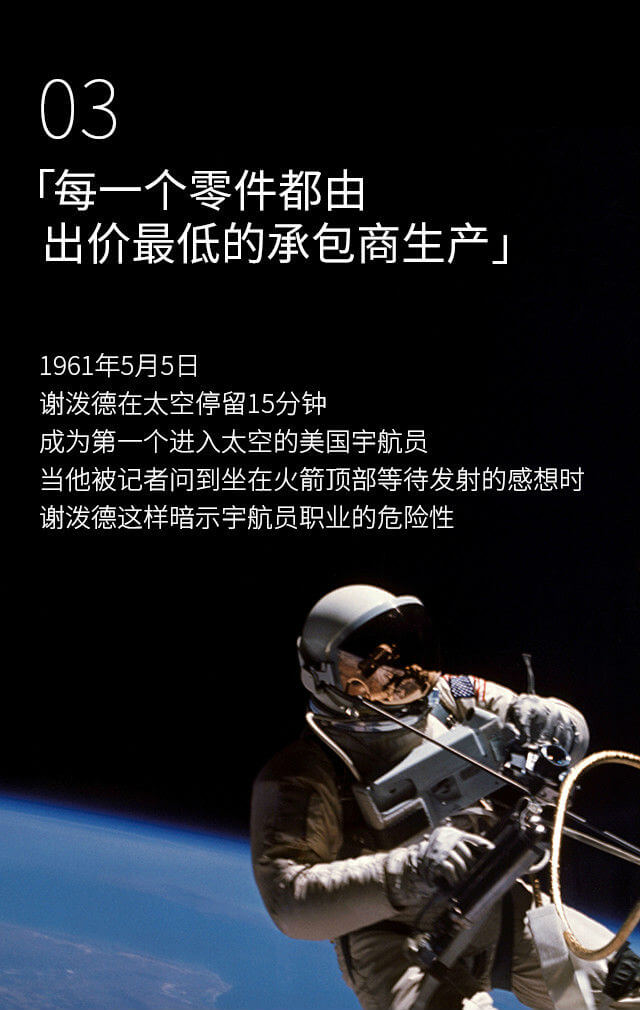 03
「每一个零件都由
出价最低的承包商生产」
1961年5月5日
谢泼德在太空停留15分钟
成为第一个进入太空的美国宇航员
当他被记者问到坐在火箭顶部等待发射的感想时
谢泼德这样暗示宇航员职业的危险性